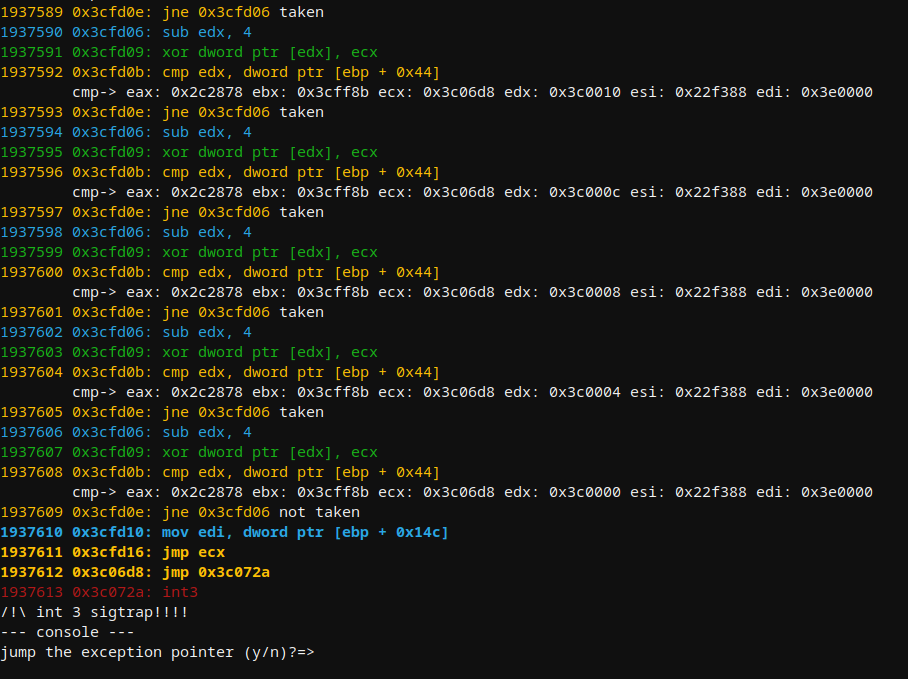 1937589 0x3cfd0e: jne 0x3cfd06 taken
1937590 0x3cfd06: sub edx, 4
1937591 0x3cfd09: xor dword ptr [edx], ecx
1937592 0x3cfd0b: cmp edx, dword ptr [ebp + 0x44]
cmp-> eax: 0x2c2878 ebx: 0x3cff8b ecx: 0x3c06d8 edx: 0x3c0010 esi: 0x22f388 edi: 0x3e0000
1937593 0x3cfd0e: jne 0x3cfd06 taken
1937594 0x3cfd06: sub edx, 4
1937595 0x3cfd09: xor dword ptr [edx], ecx
1937596 0x3cfd0b: cmp edx, dword ptr [ebp + 0x44]
cmp-> eax: 0x2c2878 ebx: 0x3cff8b ecx: 0x3c06d8 edx: 0x3c000c esi: 0x22f388 edi: 0x3e0000
1937597 0x3cfd0e: jne 0x3cfd06 taken
1937598 0x3cfd06: sub edx, 4
1937599 0x3cfd09: xor dword ptr [edx], ecx
1937600 0x3cfd0b: cmp edx, dword ptr [ebp + 0x44]
cmp-> eax: 0x2c2878 ebx: 0x3cff8b ecx: 0x3c06d8 edx: 0x3c0008 esi: 0x22f388 edi: 0x3e0000
1937601 0x3cfd0e: jne 0x3cfd06 taken
1937602 0x3cfd06: sub edx, 4
1937603 0x3cfd09: xor dword ptr [edx], ecx
1937604 0x3cfd0b: cmp edx, dword ptr [ebp + 0x44]
cmp-> eax: 0x2c2878 ebx: 0x3cff8b ecx: 0x3c06d8 edx: 0x3c0004 esi: 0x22f388 edi: 0x3e0000
1937605 0x3cfd0e: jne 0x3cfd06 taken
1937606 0x3cfd06: sub edx, 4
1937607 0x3cfd09: xor dword ptr [edx], ecx
1937608 0x3cfd0b: cmp edx, dword ptr [ebp + 0x44]
cmp-> eax: 0x2c2878 ebx: 0x3cff8b ecx: 0x3c06d8 edx: 0x3c0000 esi: 0x22f388 edi: 0x3e0000
1937609 0x3cfd0e: jne 0x3cfd06 not taken
1937610 0x3cfd10: mov edi, dword ptr [ebp + 0x14c]
1937611 0x3cfd16: jmp ecx
1937612 0x3c06d8: jmp 0x3c072a
1937613 0x3c072a: int3
/!\ int 3 sigtrap!!!!
--- console ---
jump the exception pointer (y/n)?=>